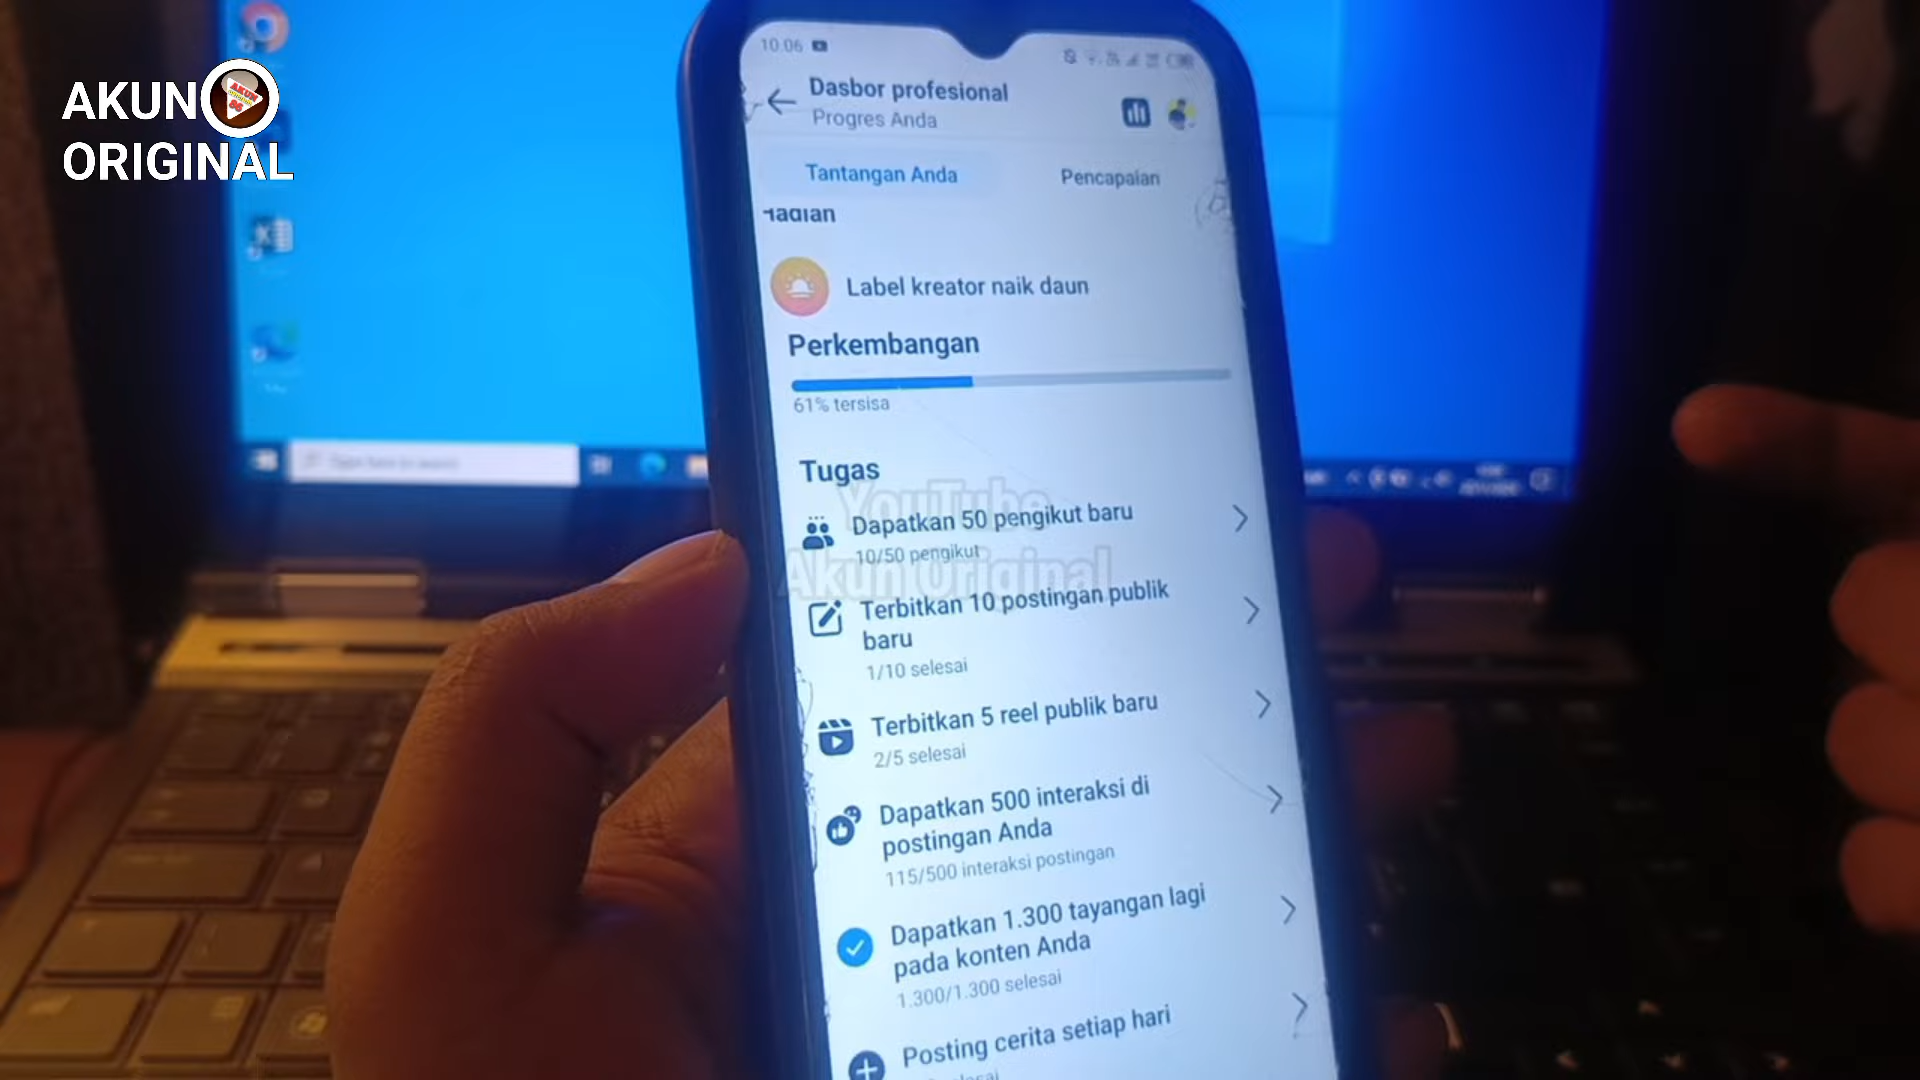 AKUN
ORIGINAL
10.06
Dasbor profesional
Progres Anda
Tantangan Anda
Pencapaian
Hadiah
Label kreator naik daun
Perkembangan
61% tersisa
Tugas
YouTube
Akun Original
Dapatkan 50 pengikut baru
10/50 pengikut
Terbitkan 10 postingan publik
baru
1/10 selesai
Terbitkan 5 reel publik baru
2/5 selesai
Dapatkan 500 interaksi di
postingan Anda
115/500 interaksi postingan
Dapatkan 1.300 tayangan lagi
pada konten Anda
1.300/1.300 selesai
Posting cerita setiap hari